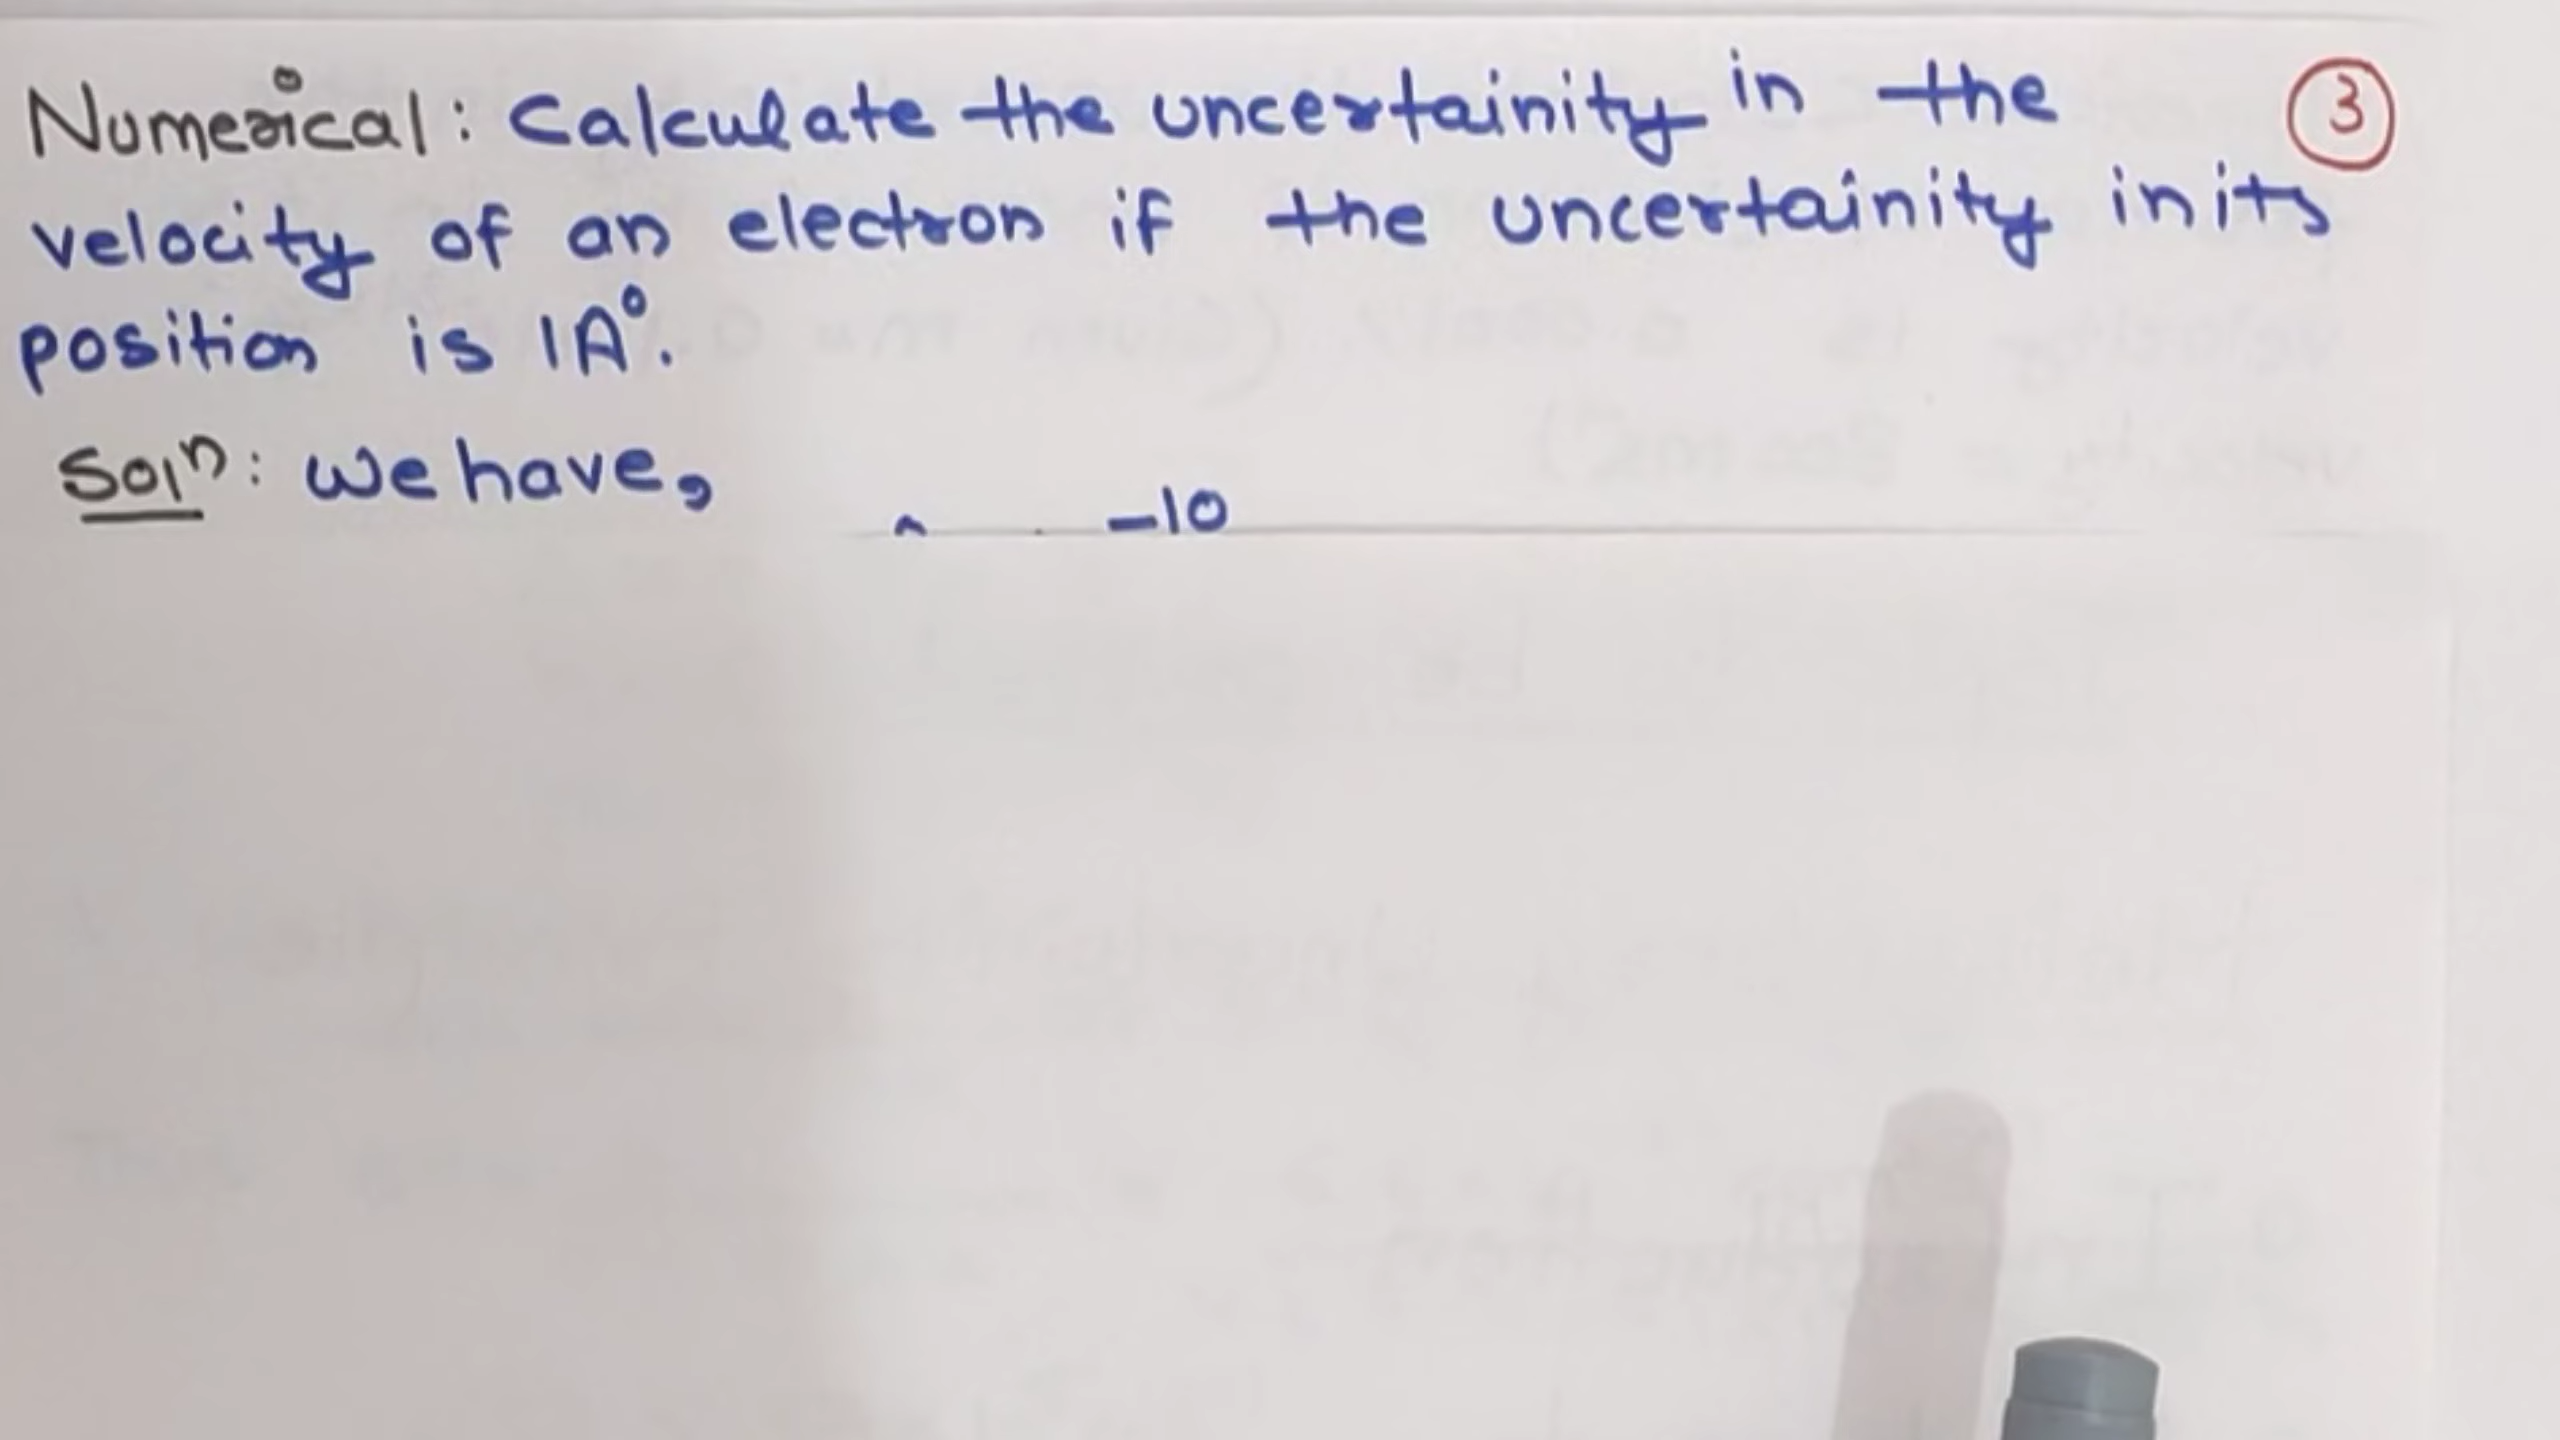 Numerical: Calculate the uncertainity in the
③
velocity of an electron if the uncertainity in its
position is 1A°.
Solⁿ: We have,
-10